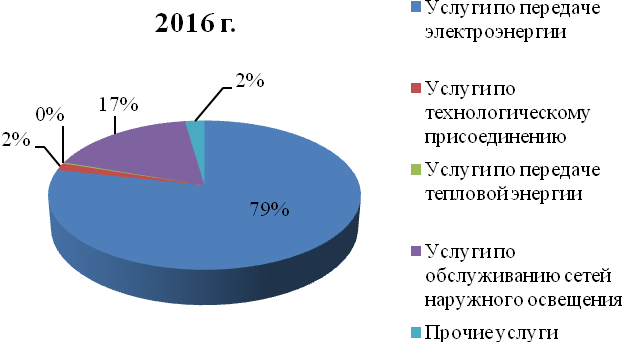 2016 г.
2%
17%
0%
2%
79%
Услуги по передаче
электроэнергии
Услуги по
технологическому
присоединению
Услуги по передаче
тепловой энергии
Услуги по
обслуживанию сетей
наружного освещения
Прочие услуги